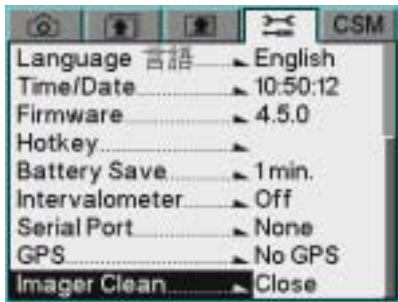 CSM
Language 言語 English
Time/Date 10:50:12
Firmware 4.5.0
Hotkey
Battery Save 1 min.
Intervalometer Off
Serial Port None
GPS No GPS
Imager Clean Close